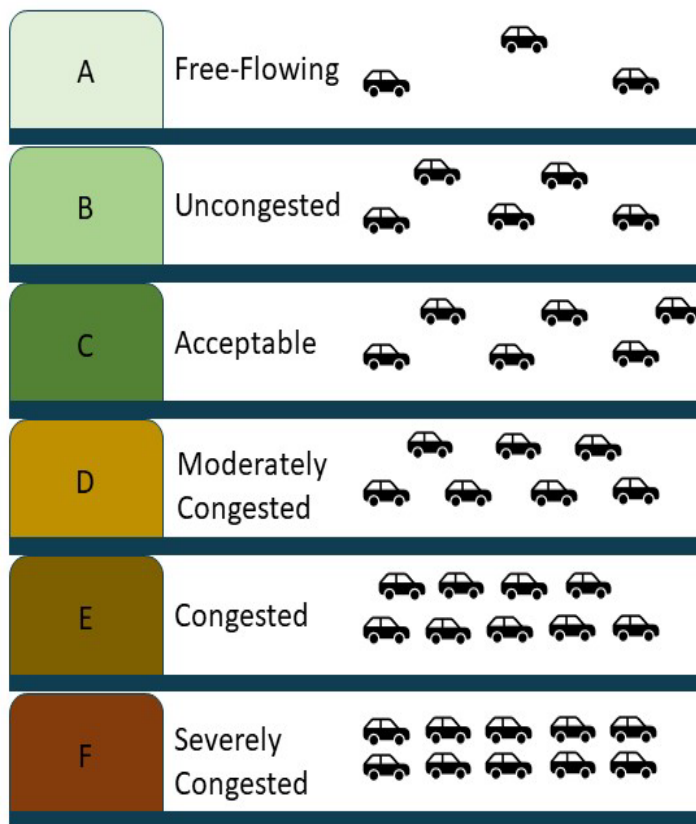 A
Free-Flowing
B
Uncongested
C
Acceptable
D
Moderately
Congested
E
Congested
F
Severely
Congested